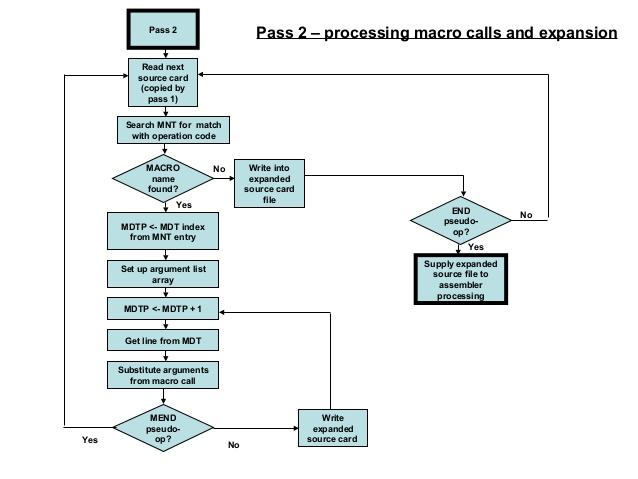 Pass 2
Pass 2 – processing macro calls and expansion
Read next
source card
(copied by
pass 1)
Search MNT for match
with operation code
MACRO
name
found?
No
Write into
expanded
source card
file
Yes
END
pseudo-
op?
No
Yes
MDTP <- MDT index
from MNT entry
Supply expanded
source file to
assembler
processing
Set up argument list
array
MDTP <- MDTP + 1
Get line from MDT
Substitute arguments
from macro call
MEND
pseudo-
op?
Yes
No
Write
expanded
source card